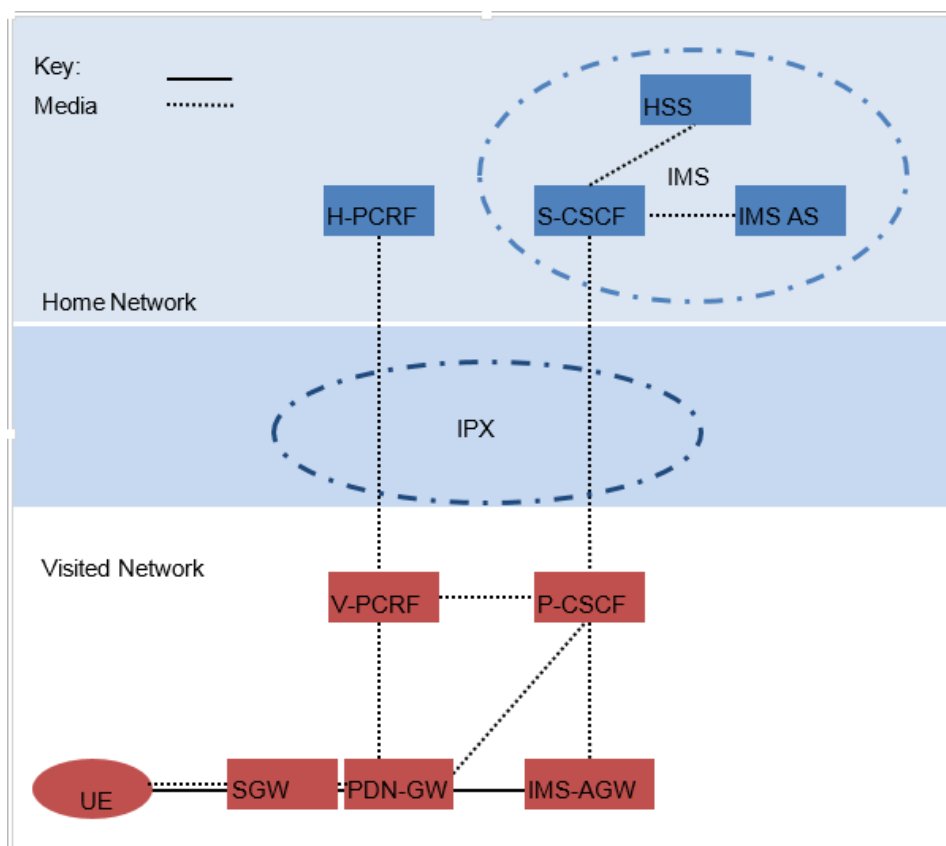 Key:
Media
HSS
IMS
H-PCRF
S-CSCF
IMS AS
Home Network
IPX
Visited Network
V-PCRF
P-CSCF
UE
SGW
PDN-GW
IMS-AGW